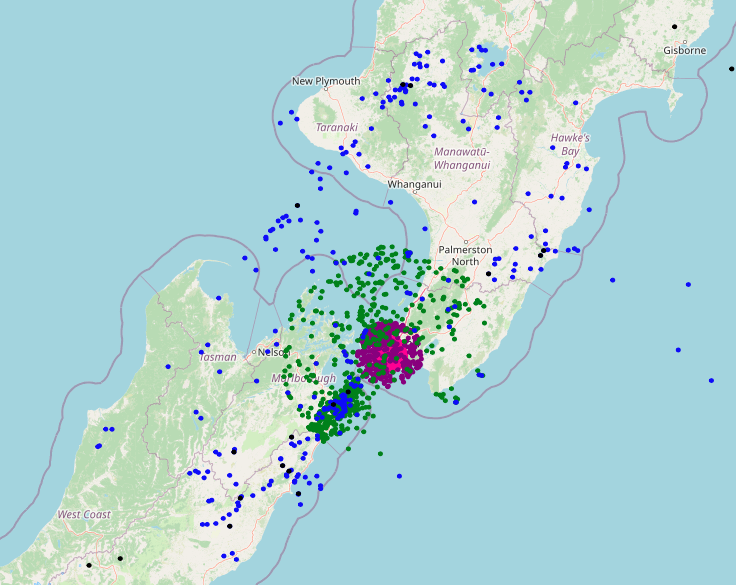 Gisborne
New Plymouth
Taranaki
Hawke's
Bay
Manawatū-
Whanganui
Whanganui
Palmerston
North
Tasman
Nelson
Marlborough
West Coast